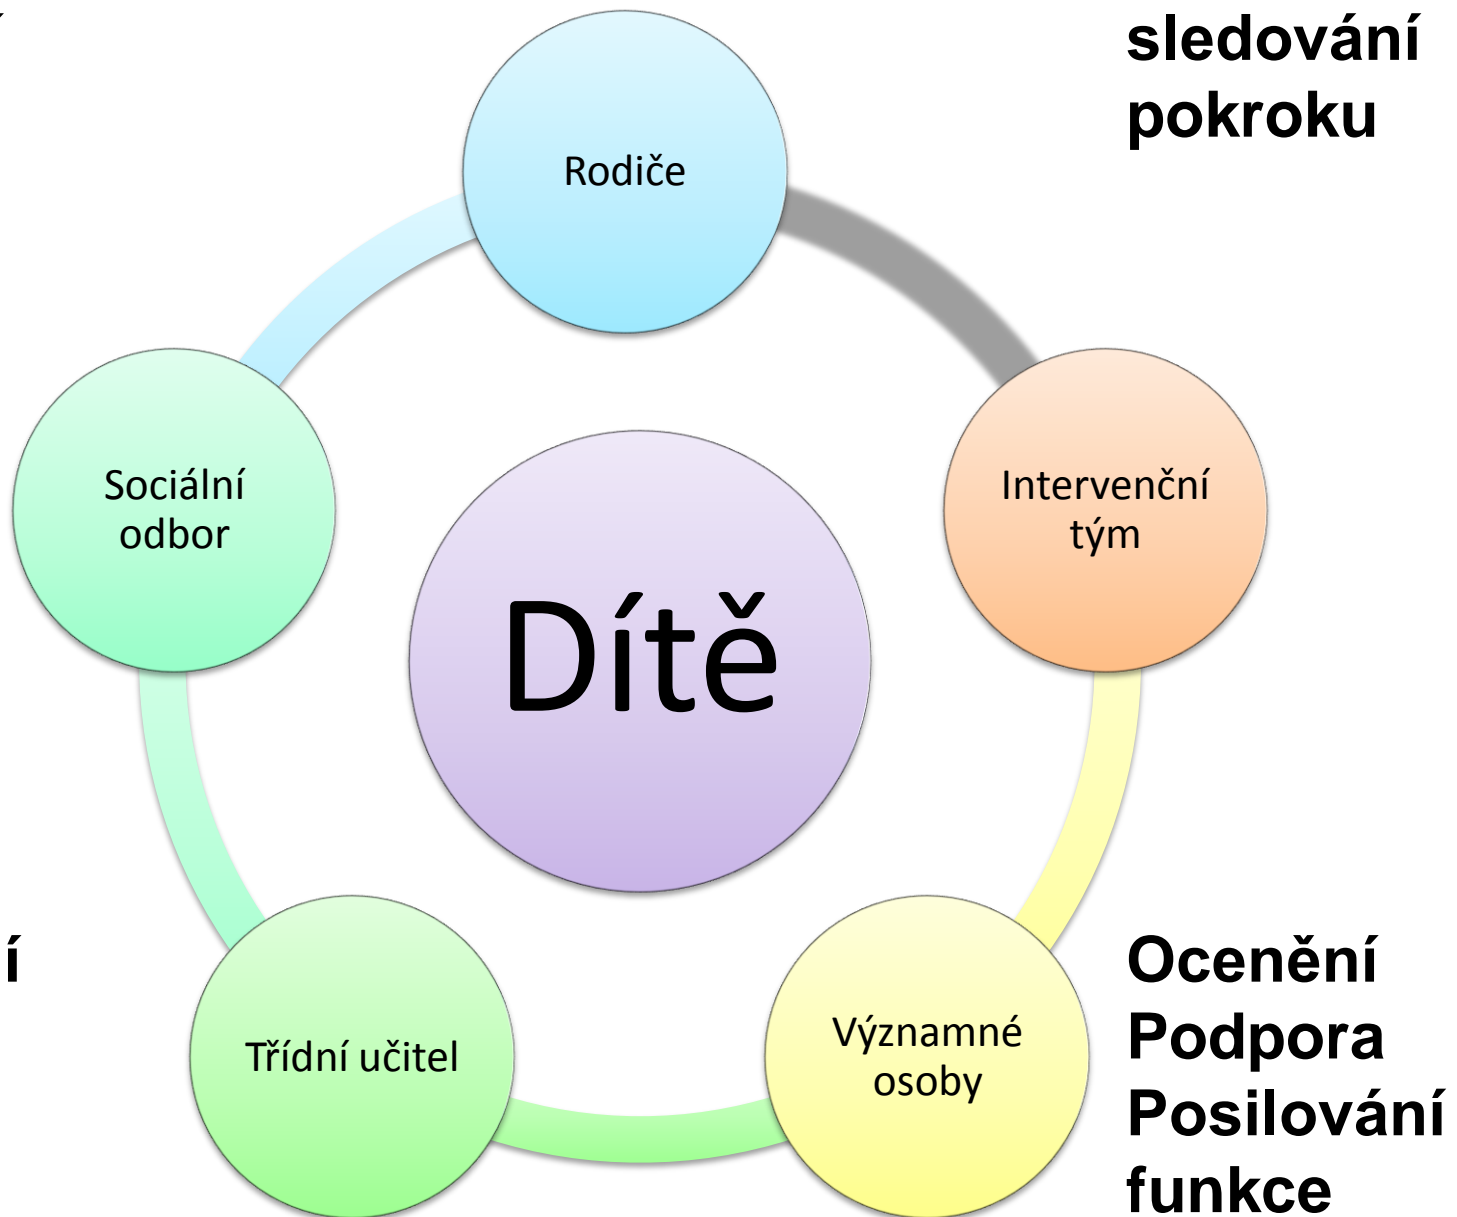 sledování
pokroku
Rodiče
Sociální
odbor
Intervenční
tým
Dítě
Třídní učitel
Významné
osoby
í
Ocenění
Podpora
Posilování
funkce